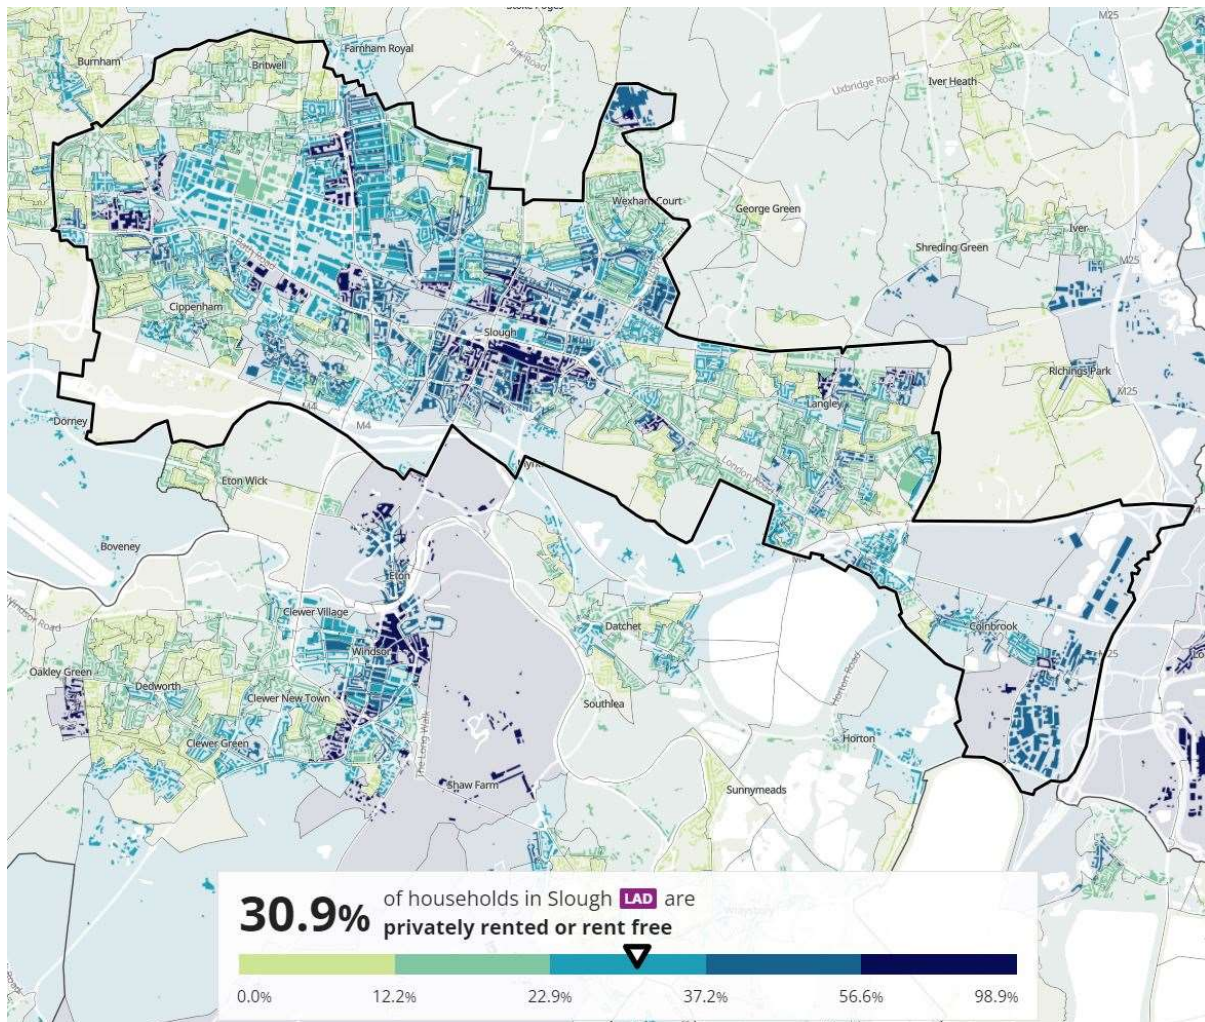 Stoke Poges
M25
Farnham Royal
Burnham
Britwell
Park Road
Iver Heath
Uxbridge Road
Wexham Court
George Green
Iver
Shreding Green
M25
Cippenham
Slough
Richings Park
M25
Langley
M4
Dorney
M4
London
Eton Wick
Boveney
M4
Eton
Clewer Village
Windsor Road
Datchet
Colnbrook
Windsor
M25
Oakley Green
Dedworth
Clewer New Town
Horton Road
Southlea
The Long Walk
Clewer Green
Horton
Shaw Farm
Sunnymeads
30.9% of households in Slough LAD are
privately rented or rent free
0.0% 12.2% 22.9% 37.2% 56.6% 98.9%